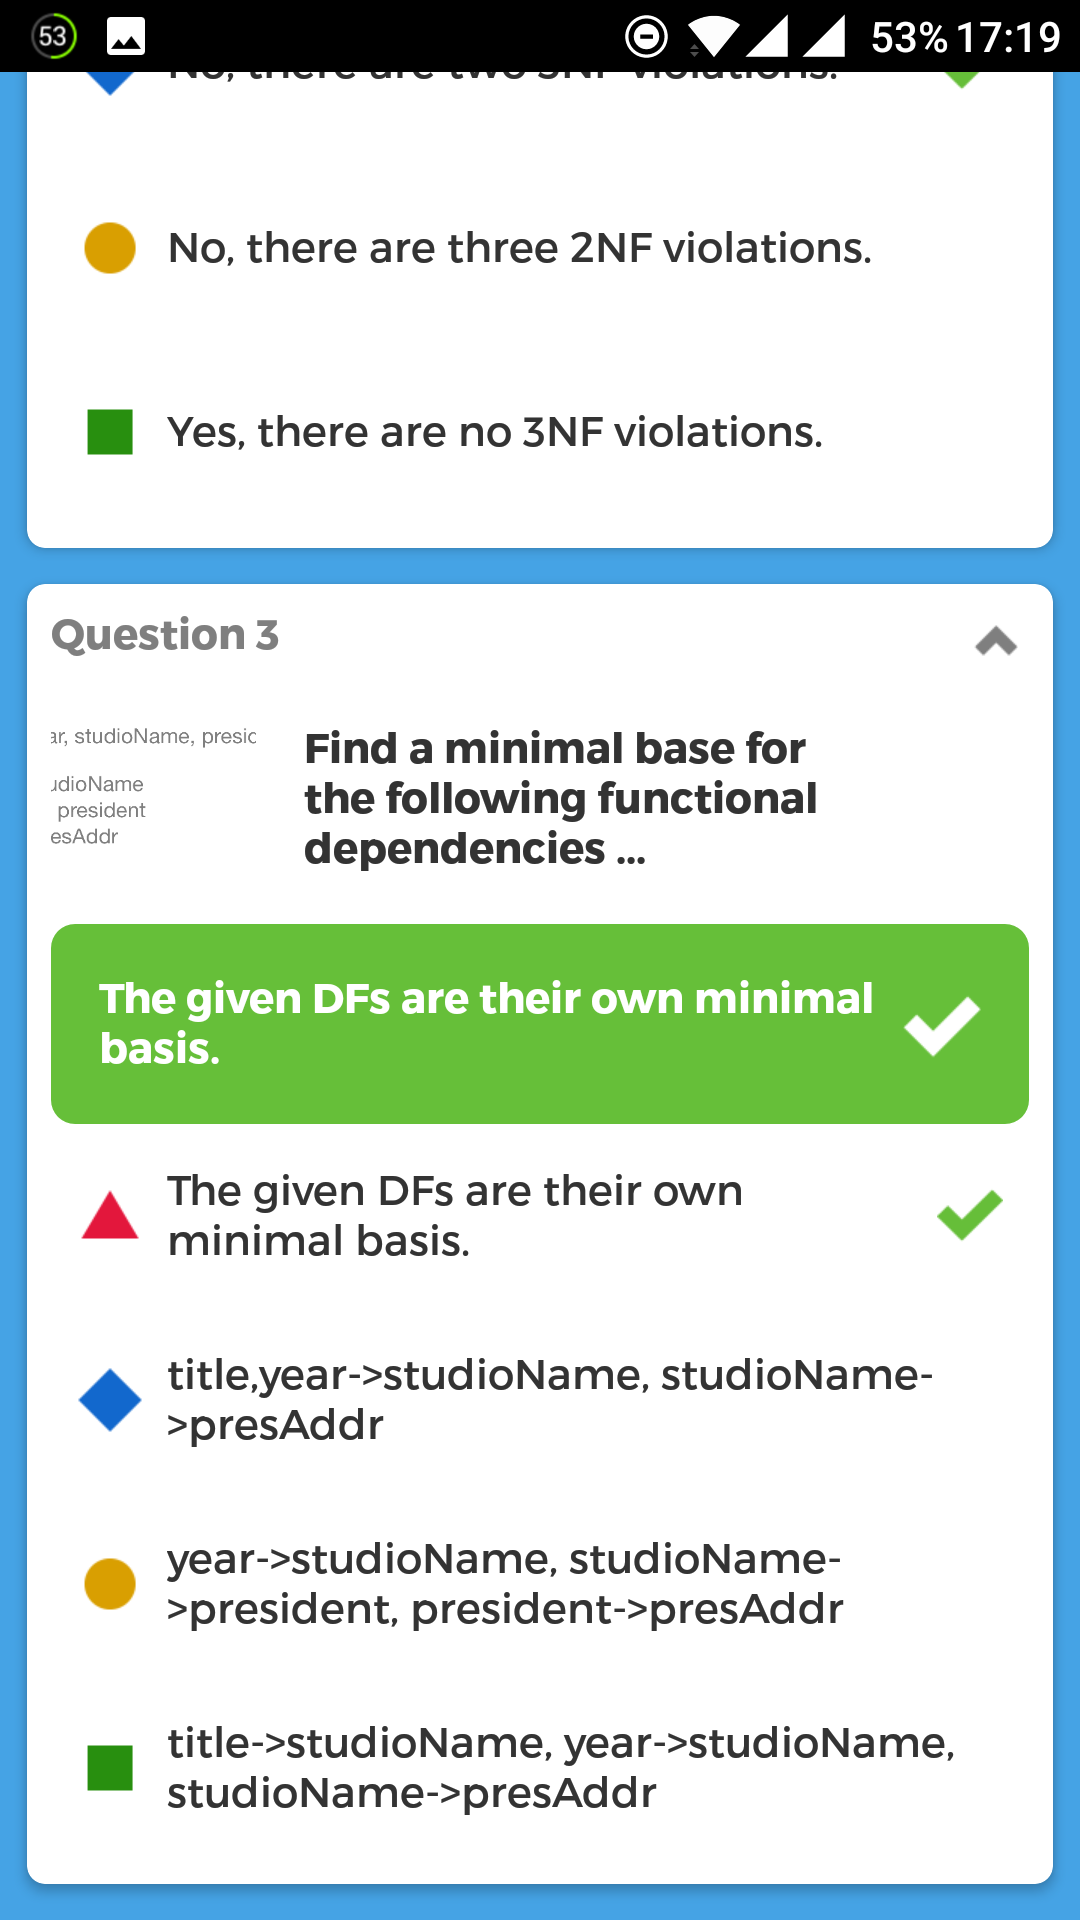 53
53% 17:19
No, there are two 3NF violations.
No, there are three 2NF violations.
Yes, there are no 3NF violations.
Question 3
ar, studioName, presic
udioName
president
esAddr
Find a minimal base for
the following functional
dependencies ...
The given DFs are their own minimal
basis.
The given DFs are their own
minimal basis.
title,year->studioName, studioName-
>presAddr
year->studioName, studioName-
>president, president->presAddr
title->studioName, year->studioName,
studioName->presAddr